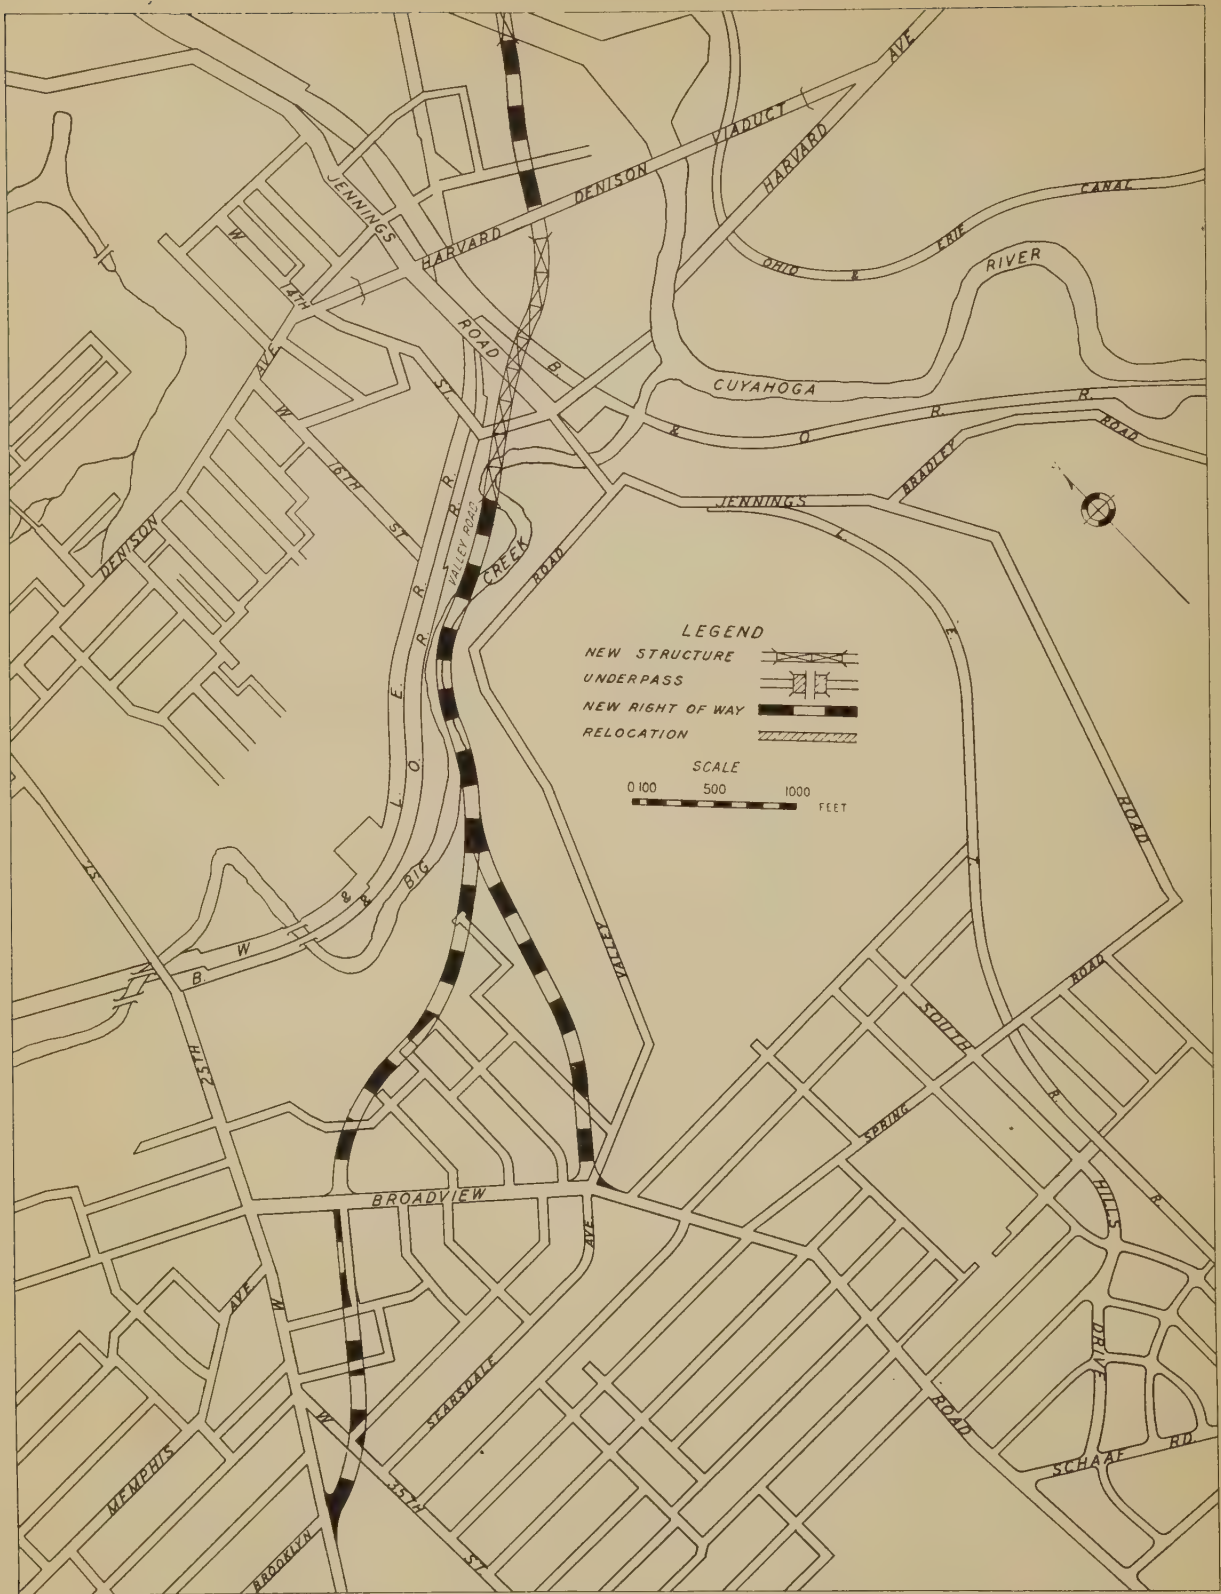 AVE
HARVARD
HARVARD DENISON VIADUCT
JENNINGS
ROAD
CANAL
ERIE
&
OHIO
RIVER
CUYAHOGA
W
14TH
ST.
AVE
DENISON
W
16TH
ST
B.
&
O.
R.
R.
BRADLEY
ROAD
JENNINGS
ROAD
VALLEY ROAD
CREEK
BIG
ROAD
VALLEY
L.
E.
R.
R.
W
&
L.
E.
R.
R.
B.
&
O.
R.
R.
LEGEND
NEW STRUCTURE
UNDERPASS
NEW RIGHT OF WAY
RELOCATION
SCALE
0 100 500 1000
FEET
ST
25TH
W
ROAD
SPRING
SOUTH
HILLS
DRIVE
BROADVIEW
ROAD
AVE
SEARSDALE
AVE
MEMPHIS
BROOKLYN
W
35TH
ST
SCHAAF RD.